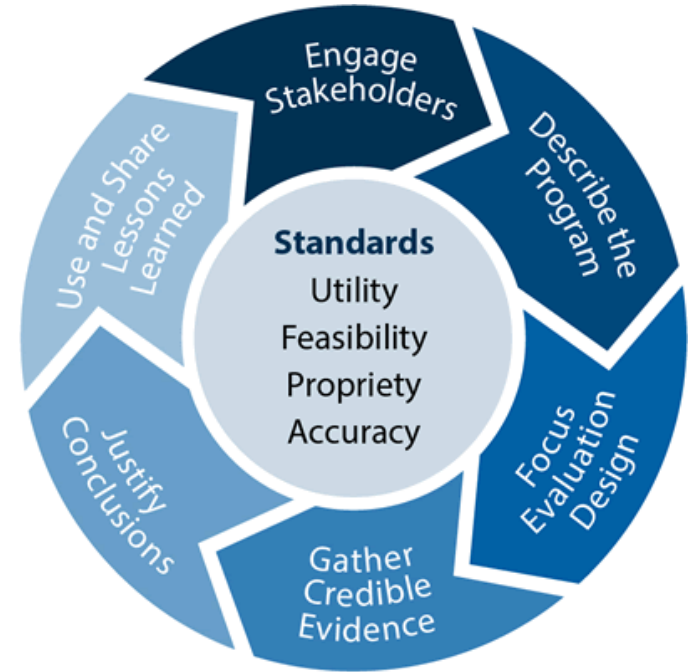 Engage
Stakeholders
Describe the
Program
Focus
Evaluation
Design
Gather
Credible
Evidence
Justify
Conclusions
Use and Share
Lessons
Learned
Standards
Utility
Feasibility
Propriety
Accuracy